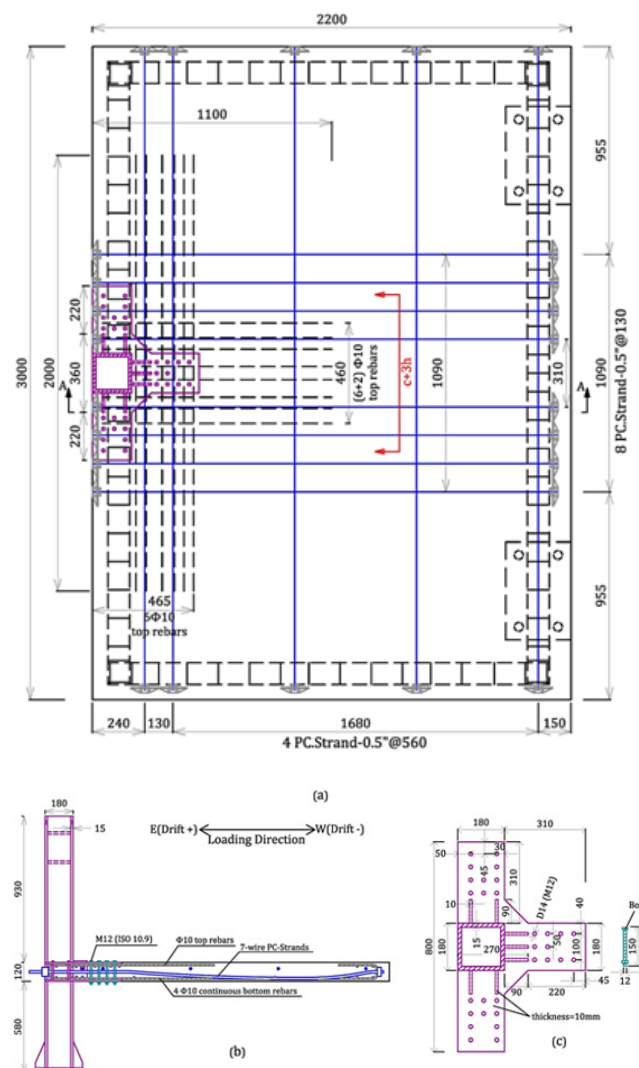 2200
1100
3000
2000
220
360
220
A
A
460
(6+2) Φ10
top rebars
c+3h
1090
310
955
1090
955
8 PC.Strand-0.5"@130
465
6Φ10
top rebars
240
130
1680
150
4 PC.Strand-0.5"@560
(a)
180
15
E(Drift +)
W(Drift -)
Loading Direction
930
120
580
M12 (ISO 10.9)
Φ10 top rebars
7-wire PC-Strands
4 Φ10 continuous bottom rebars
(b)
180
310
50
30
45
310
10
90
D14 (M12)
40
800
180
15
270
50
100
180
90
220
45
thickness=10mm
(c)
Bo
150
12